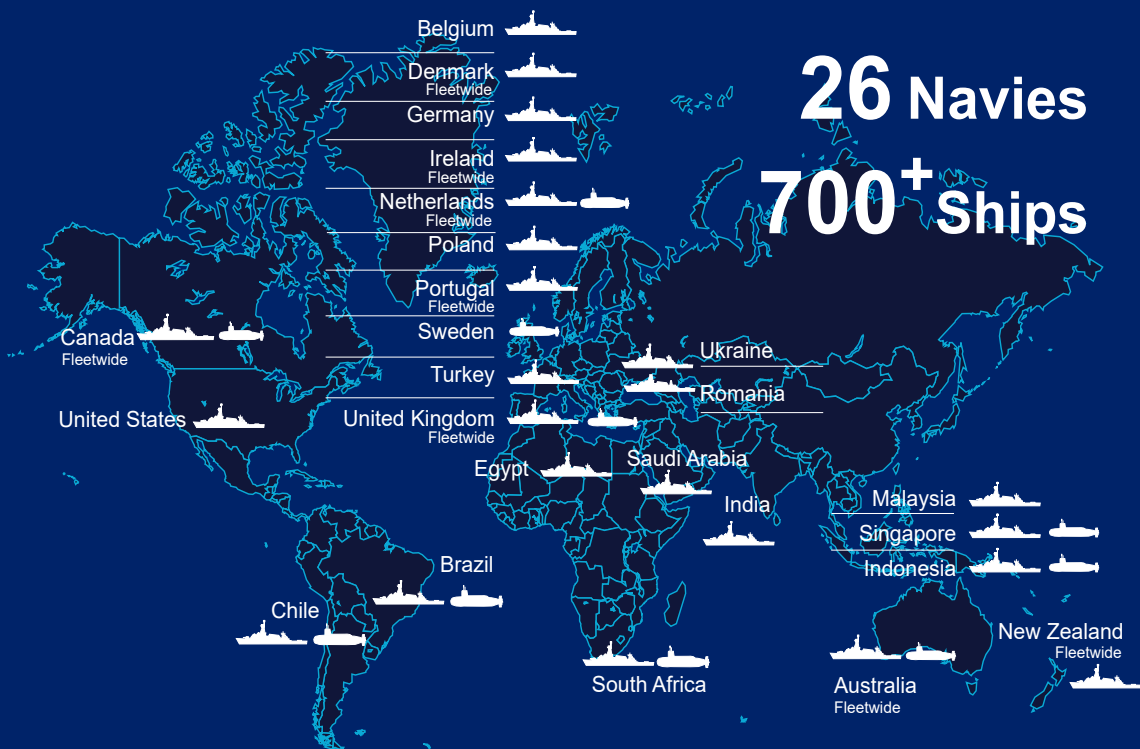 26 Navies
700+ Ships
Belgium
Denmark
Fleetwide
Germany
Ireland
Fleetwide
Netherlands
Fleetwide
Poland
Portugal
Fleetwide
Sweden
Turkey
United Kingdom
Fleetwide
Canada
Fleetwide
United States
Ukraine
Romania
Egypt
Saudi Arabia
India
Malaysia
Singapore
Indonesia
Brazil
Chile
South Africa
New Zealand
Fleetwide
Australia
Fleetwide